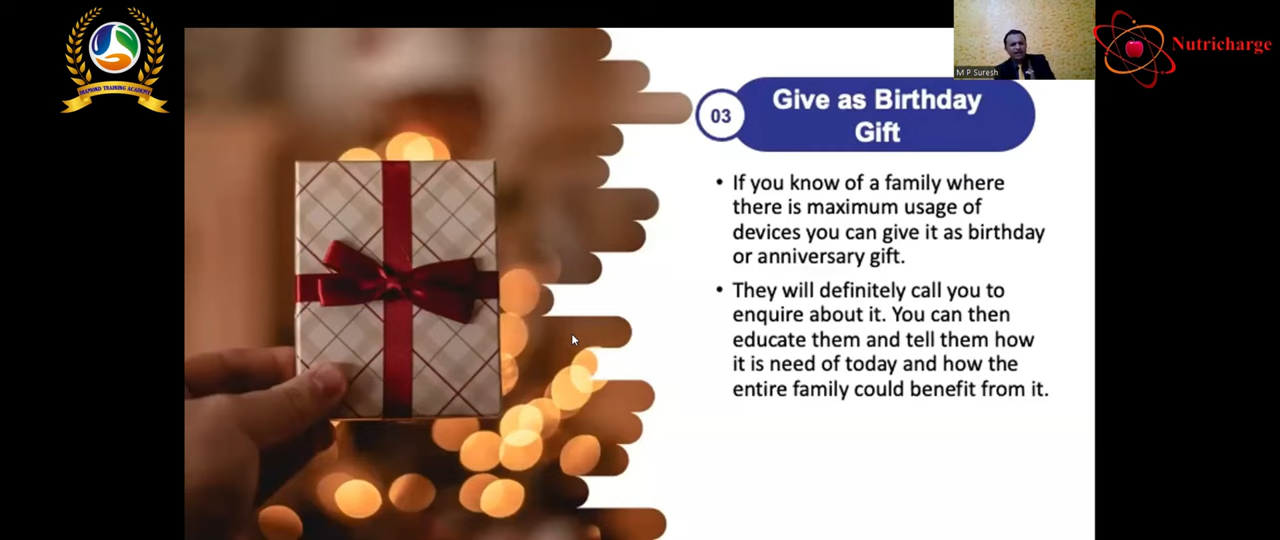 DIAMOND TRAINING ACADEMY
M P Suresh
Nutricharge
03
Give as Birthday
Gift
• If you know of a family where
there is maximum usage of
devices you can give it as birthday
or anniversary gift.
• They will definitely call you to
enquire about it. You can then
educate them and tell them how
it is need of today and how the
entire family could benefit from it.